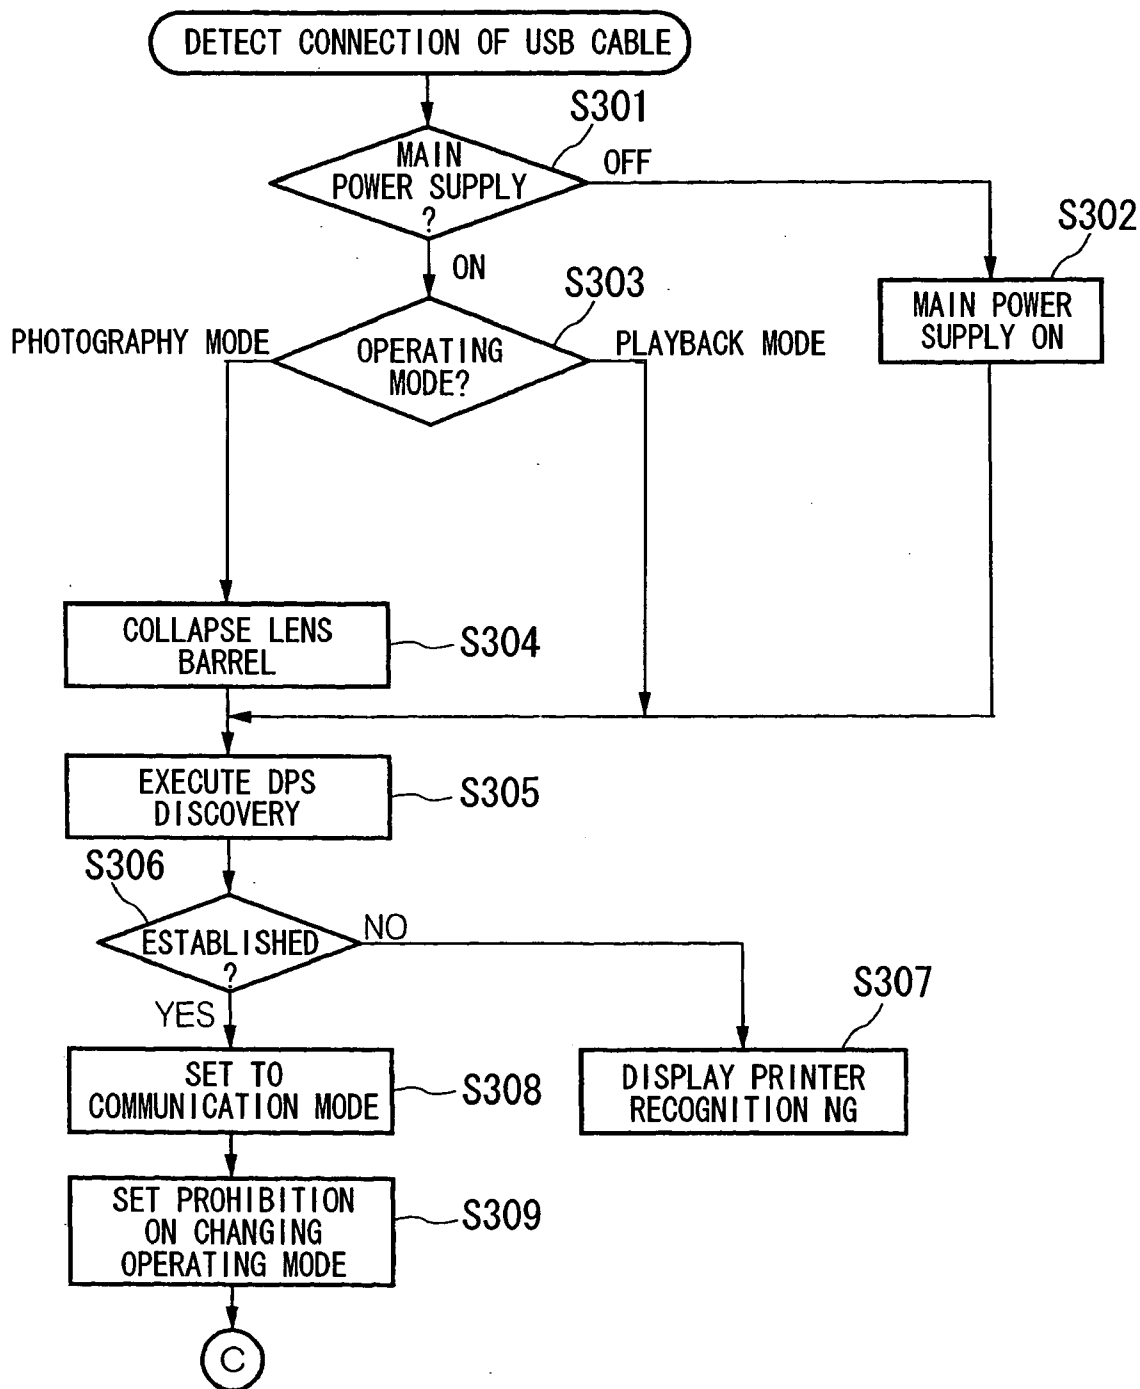 DETECT CONNECTION OF USB CABLE
S301
MAIN
POWER SUPPLY
?
OFF
S302
ON
MAIN POWER
SUPPLY ON
S303
PHOTOGRAPHY MODE
OPERATING
MODE?
PLAYBACK MODE
COLLAPSE LENS
BARREL
S304
EXECUTE DPS
DISCOVERY
S305
S306
ESTABLISHED
?
NO
YES
S307
SET TO
COMMUNICATION MODE
S308
DISPLAY PRINTER
RECOGNITION NG
SET PROHIBITION
ON CHANGING
OPERATING MODE
S309
C